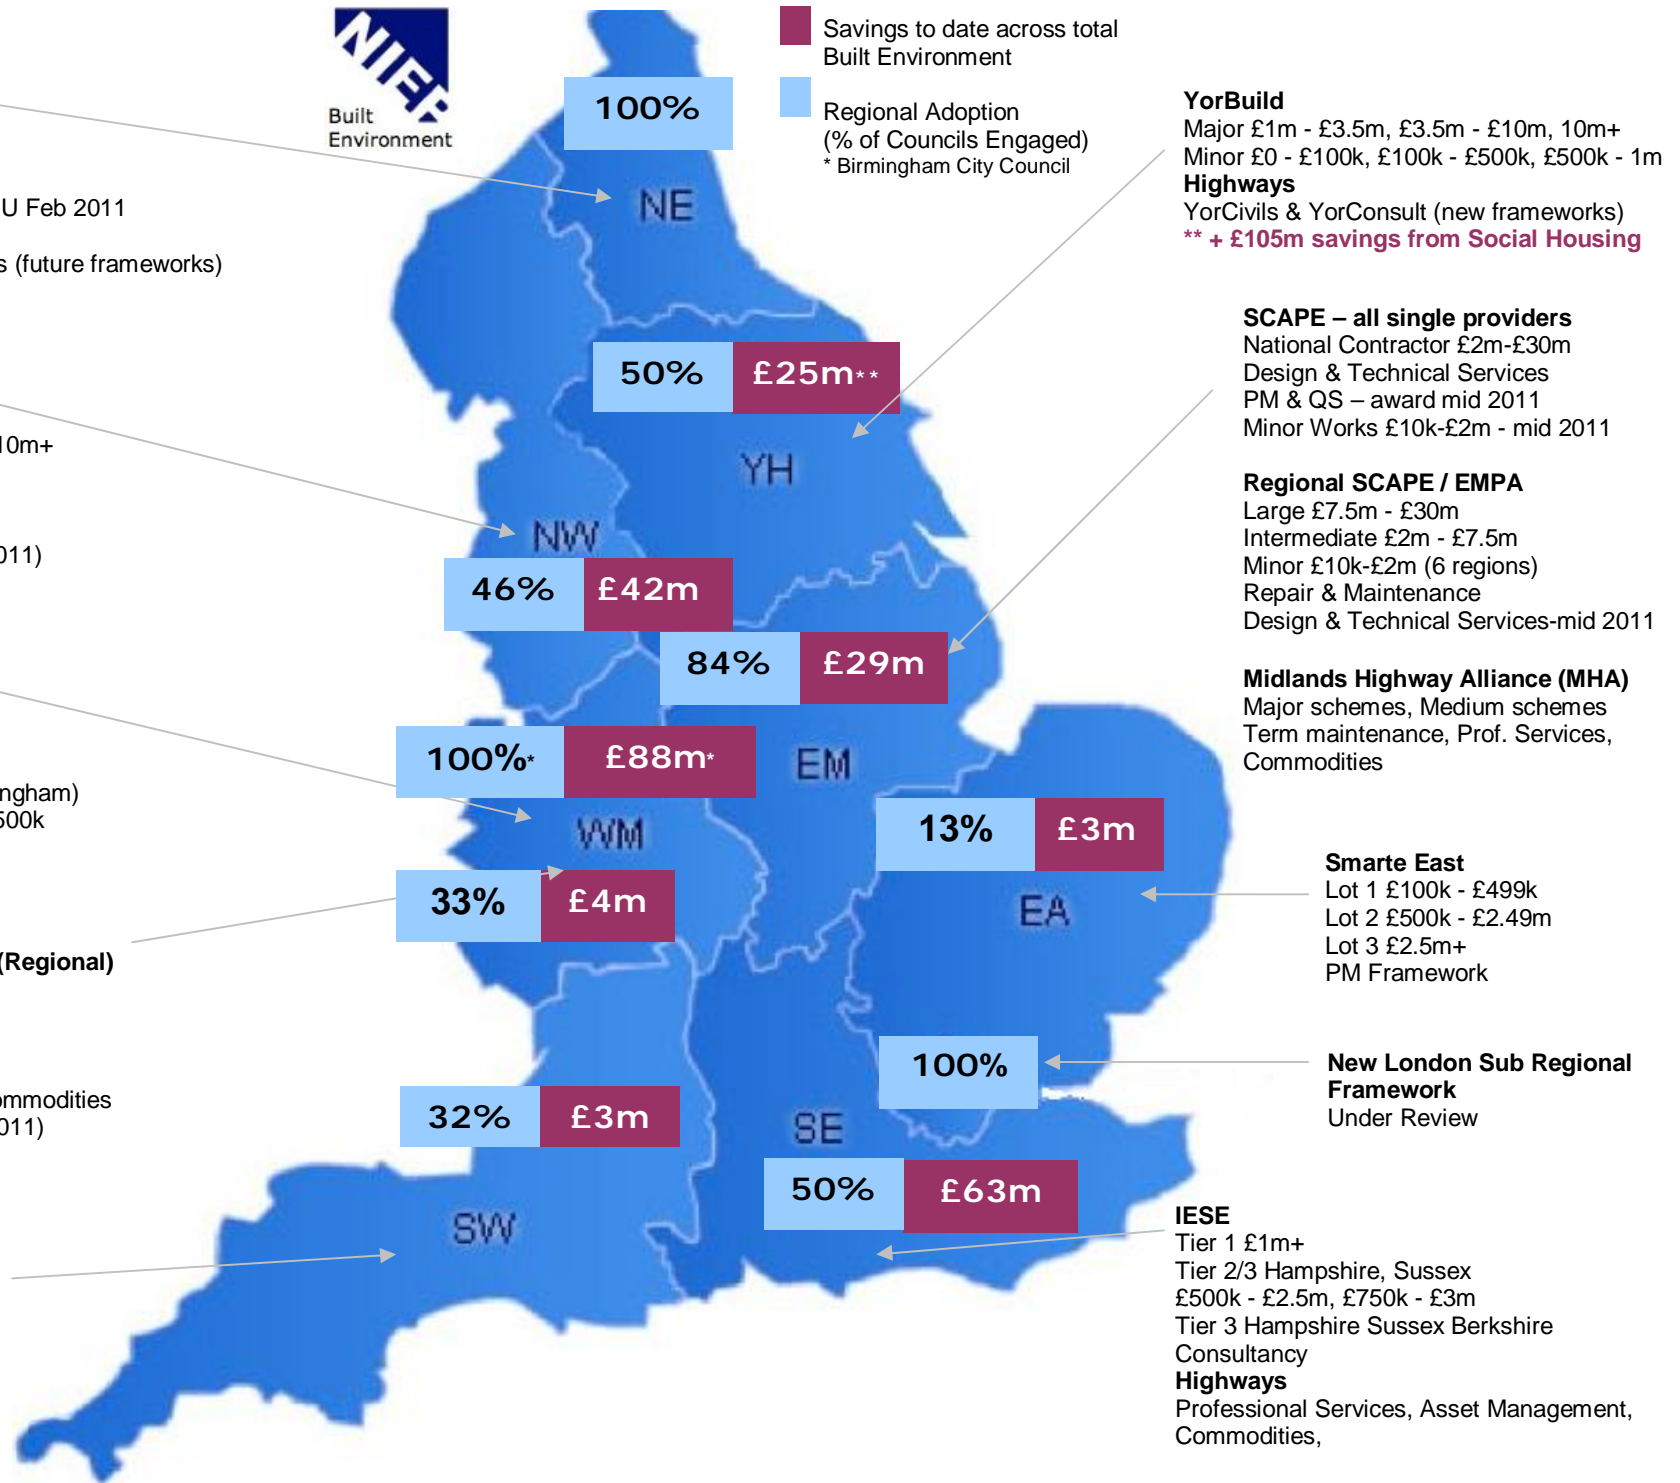 NIEP
Built
Environment
Savings to date across total
Built Environment
Regional Adoption
(% of Councils Engaged)
* Birmingham City Council
100%
NE
U Feb 2011
s (future frameworks)
YorBuild
Major £1m - £3.5m, £3.5m - £10m, 10m+
Minor £0 - £100k, £100k - £500k, £500k - 1m
Highways
YorCivils & YorConsult (new frameworks)
** + £105m savings from Social Housing
50% £25m**
YH
SCAPE – all single providers
National Contractor £2m-£30m
Design & Technical Services
PM & QS – award mid 2011
Minor Works £10k-£2m - mid 2011
Regional SCAPE / EMPA
Large £7.5m - £30m
Intermediate £2m - £7.5m
Minor £10k-£2m (6 regions)
Repair & Maintenance
Design & Technical Services-mid 2011
Midlands Highway Alliance (MHA)
Major schemes, Medium schemes
Term maintenance, Prof. Services,
Commodities
10m+
011)
NW
46% £42m
84% £29m
100%* £88m*
EM
ngham)
500k
WM
33% £4m
(Regional)
13% £3m
EA
Smarte East
Lot 1 £100k - £499k
Lot 2 £500k - £2.49m
Lot 3 £2.5m+
PM Framework
100%
New London Sub Regional
Framework
Under Review
ommodities
011)
32% £3m
SE
50% £63m
SW
IESE
Tier 1 £1m+
Tier 2/3 Hampshire, Sussex
£500k - £2.5m, £750k - £3m
Tier 3 Hampshire Sussex Berkshire
Consultancy
Highways
Professional Services, Asset Management,
Commodities,